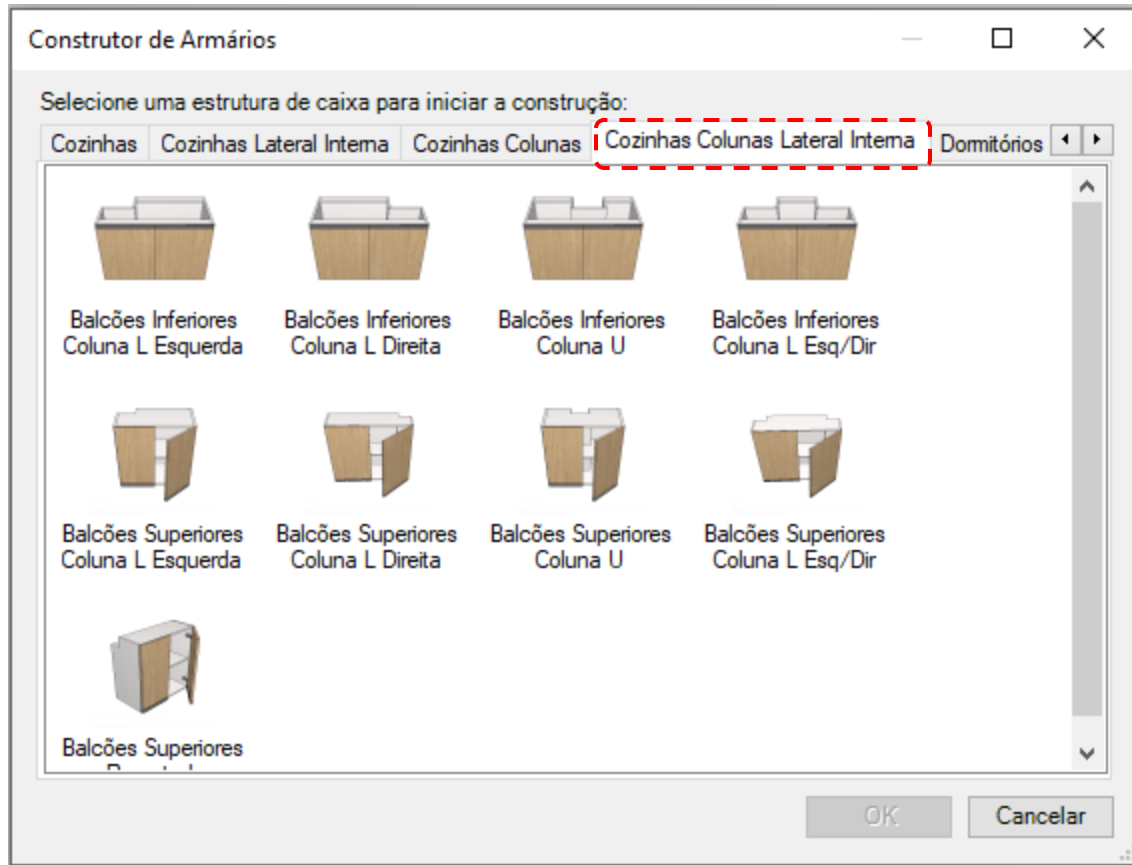 Construtor de Armários
Selecione uma estrutura de caixa para iniciar a construção:
Cozinhas Cozinhas Lateral Interna Cozinhas Colunas Cozinhas Colunas Lateral Interna Dormitórios
Balcões Inferiores
Coluna L Esquerda
Balcões Inferiores
Coluna L Direita
Balcões Inferiores
Coluna U
Balcões Inferiores
Coluna L Esq/Dir
Balcões Superiores
Coluna L Esquerda
Balcões Superiores
Coluna L Direita
Balcões Superiores
Coluna U
Balcões Superiores
Coluna L Esq/Dir
Balcões Superiores
OK Cancelar